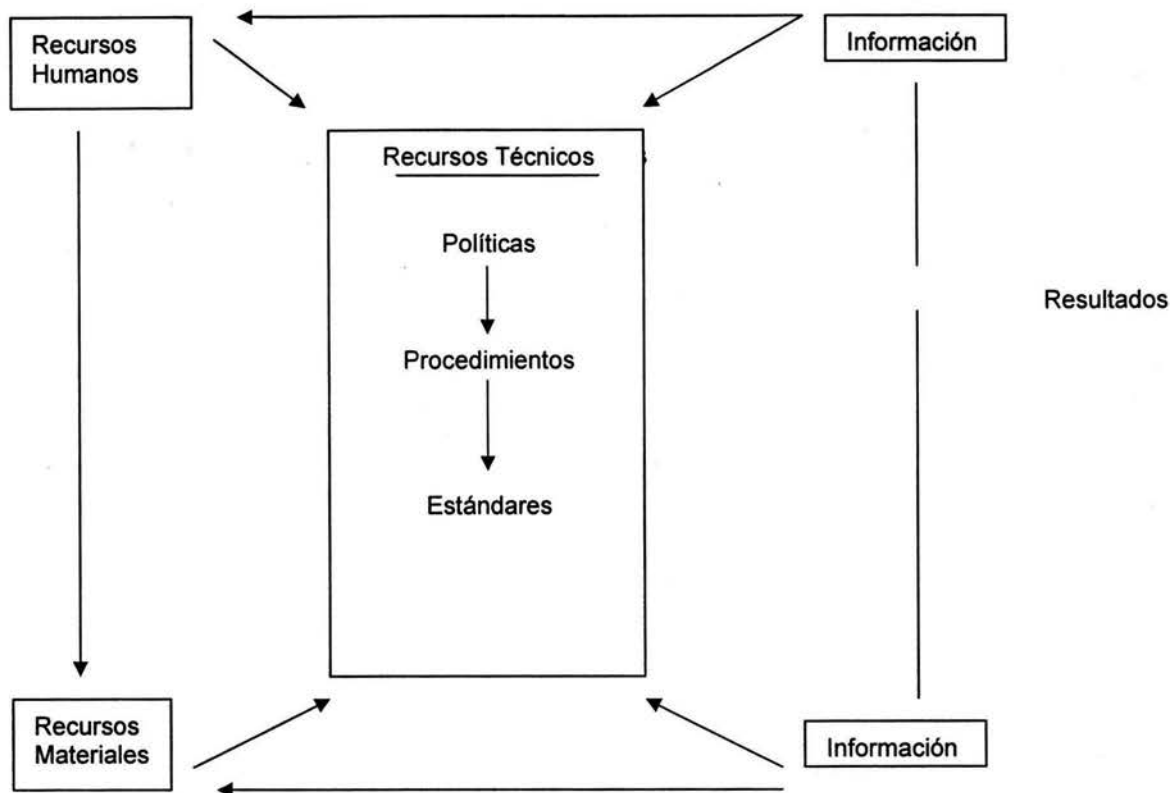 Recursos
Humanos
Información
Recursos Técnicos
Políticas
Resultados
Procedimientos
Estándares
Recursos
Materiales
Información